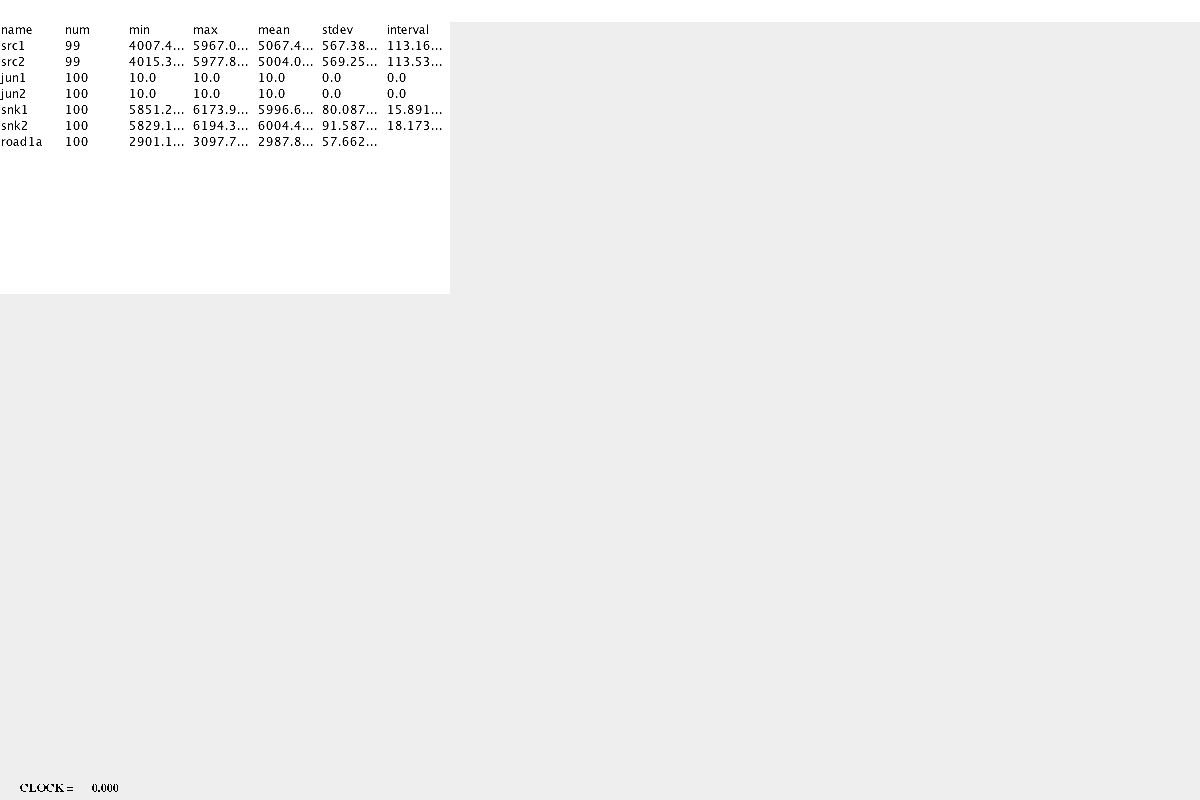 name num min max mean stdev interval
src1 99 4007.4... 5967.0... 5067.4... 567.38... 113.16...
src2 99 4015.3... 5977.8... 5004.0... 569.25... 113.53...
jun1 100 10.0 10.0 10.0 0.0 0.0
jun2 100 10.0 10.0 10.0 0.0 0.0
snk1 100 5851.2... 6173.9... 5996.6... 80.087... 15.891...
snk2 100 5829.1... 6194.3... 6004.4... 91.587... 18.173...
road1a 100 2901.1... 3097.7... 2987.8... 57.662...
CLOCK = 0.000